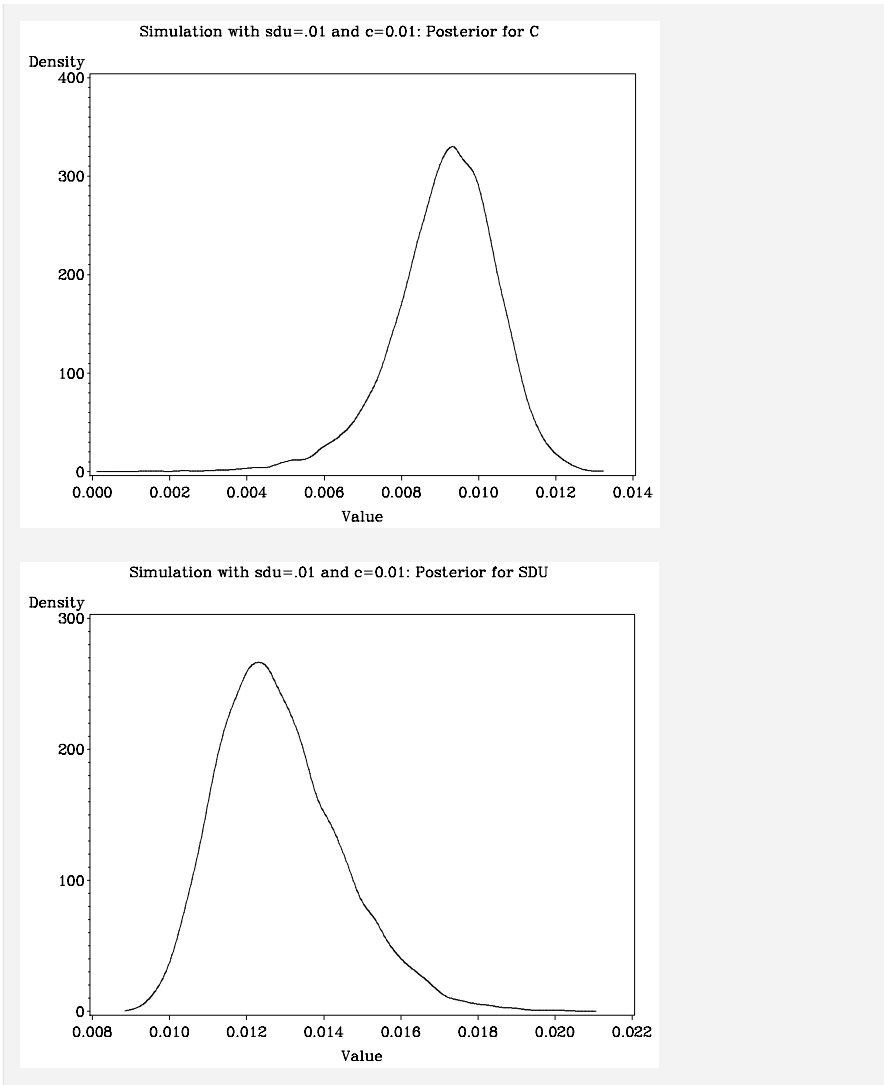 Simulation with sdu=.01 and c=0.01: Posterior for C
Density
400
300
200
100
0
0.000 0.002 0.004 0.006 0.008 0.010 0.012 0.014
Value
Simulation with sdu=.01 and c=0.01: Posterior for SDU
Density
300
200
100
0
0.008 0.010 0.012 0.014 0.016 0.018 0.020 0.022
Value